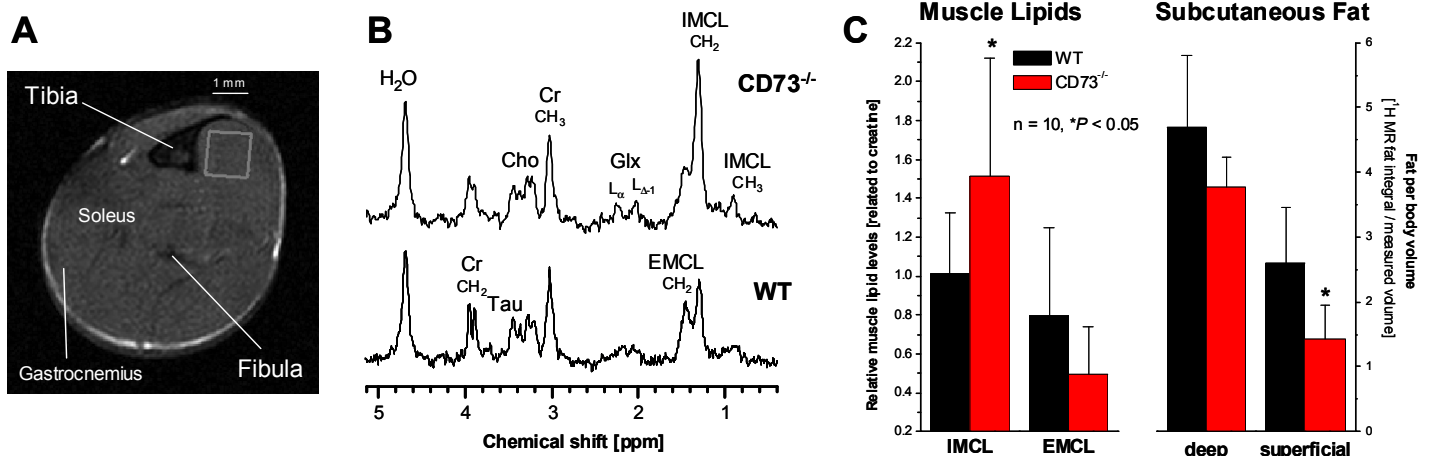 A
1 mm
Tibia
Soleus
Gastrocnemius
Fibula
B
IMCL
CH₂
H₂O
CD73⁻/⁻
Cr
CH₃
Cho
Glx
Lα
LΔ-1
IMCL
CH₃
Cr
CH₂
Tau
EMCL
CH₂
WT
5 4 3 2 1
Chemical shift [ppm]
C
Muscle Lipids
Subcutaneous Fat
Relative muscle lipid levels [related to creatine]
2.2
2.0
1.8
1.6
1.4
1.2
1.0
0.8
0.6
0.4
0.2
*
WT
CD73⁻/⁻
n = 10, *P < 0.05
IMCL EMCL
*
deep superficial
6
5
4
3
2
1
0
Fat per body volume
[¹H MR fat integral / measured volume]